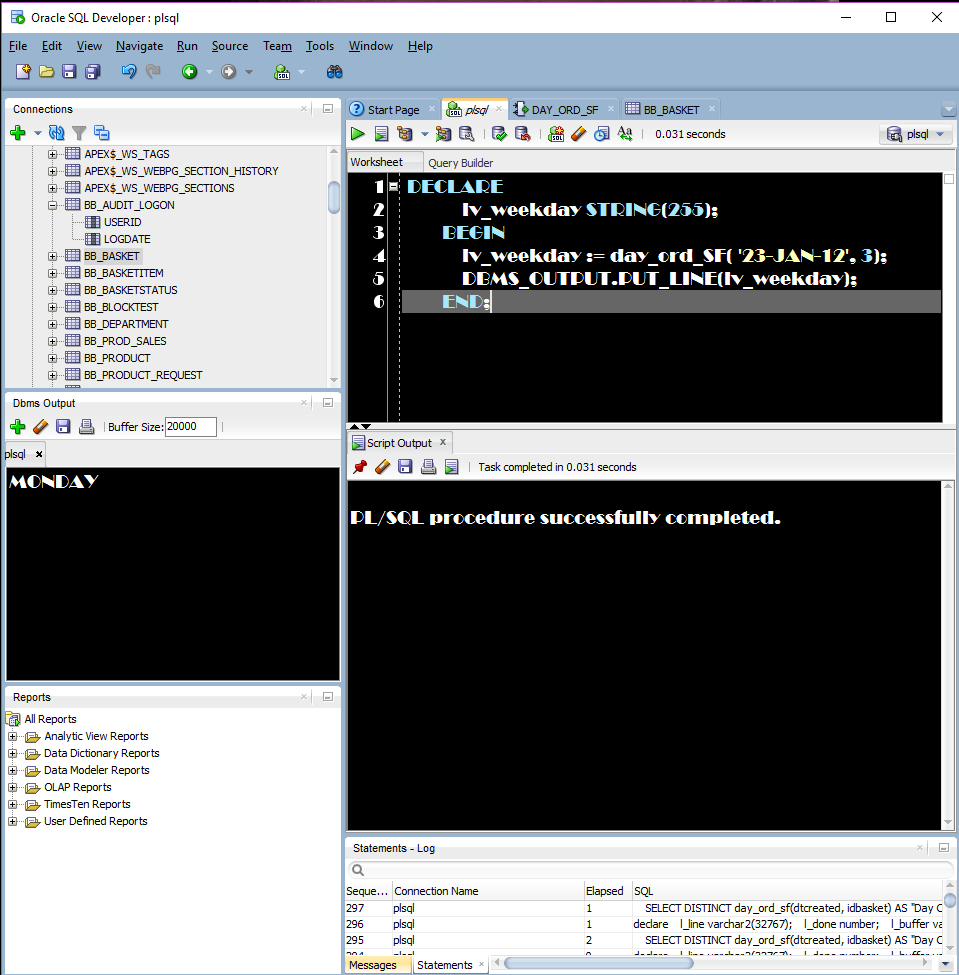 Oracle SQL Developer : plsql
File Edit View Navigate Run Source Team Tools Window Help
Connections
APEX$_WS_TAGS
APEX$_WS_WEBPG_SECTION_HISTORY
APEX$_WS_WEBPG_SECTIONS
BB_AUDIT_LOGON
USERID
LOGDATE
BB_BASKET
BB_BASKETITEM
BB_BASKETSTATUS
BB_BLOCKTEST
BB_DEPARTMENT
BB_PROD_SALES
BB_PRODUCT
BB_PRODUCT_REQUEST
Dbms Output
Buffer Size: 20000
plsql
MONDAY
Reports
All Reports
Analytic View Reports
Data Dictionary Reports
Data Modeler Reports
OLAP Reports
TimesTen Reports
User Defined Reports
Start Page plsql DAY_ORD_SF BB_BASKET
0.031 seconds plsql
Worksheet Query Builder
1 DECLARE
2 lv_weekday STRING(255);
3 BEGIN
4 lv_weekday := day_ord_SF( '23-JAN-12', 3);
5 DBMS_OUTPUT.PUT_LINE(lv_weekday);
6 END;
Script Output
Task completed in 0.031 seconds
PL/SQL procedure successfully completed.
Statements - Log
Seque... Connection Name Elapsed SQL
297 plsql 1 SELECT DISTINCT day_ord_sf(dtcreated, idbasket) AS "Day
296 plsql 1 declare l_line varchar2(32767); l_done number; l_buffer
295 plsql 2 SELECT DISTINCT day_ord_sf(dtcreated, idbasket) AS "Day
Messages Statements